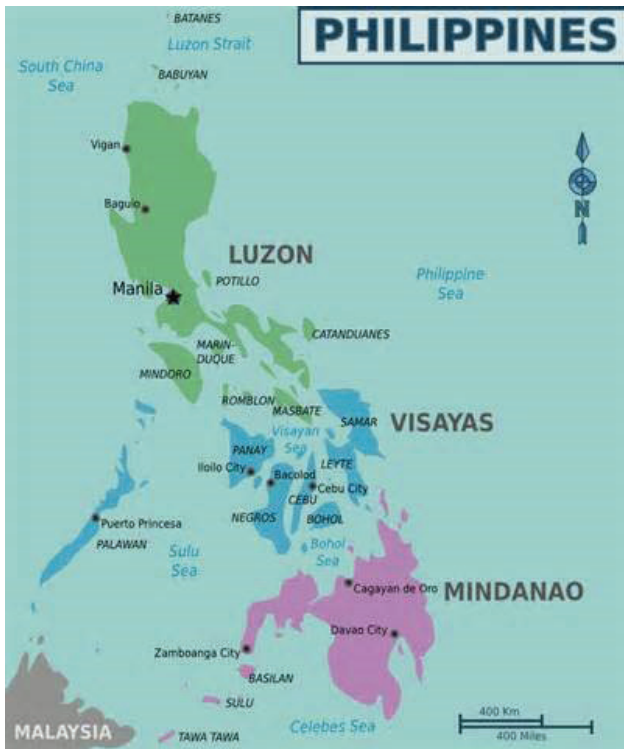 BATANES
PHILIPPINES
Luzon Strait
South China
Sea
BABUYAN
Vigan
N
Baguio
LUZON
Philippine
Sea
POTILLO
Manila
CATANDUANES
MARIN-
DUQUE
MINDORO
ROMBLON
MASBATE
SAMAR
VISAYAS
Visayan
Sea
PANAY
LEYTE
Iloilo City
Bacolod
Cebu City
CEBU
NEGROS
BOHOL
Puerto Princesa
PALAWAN
Sulu
Sea
Bohol
Sea
Cagayan de Oro
MINDANAO
Davao City
Zamboanga City
BASILAN
SULU
400 Km
400 Miles
Celebes Sea
MALAYSIA
TAWA TAWA